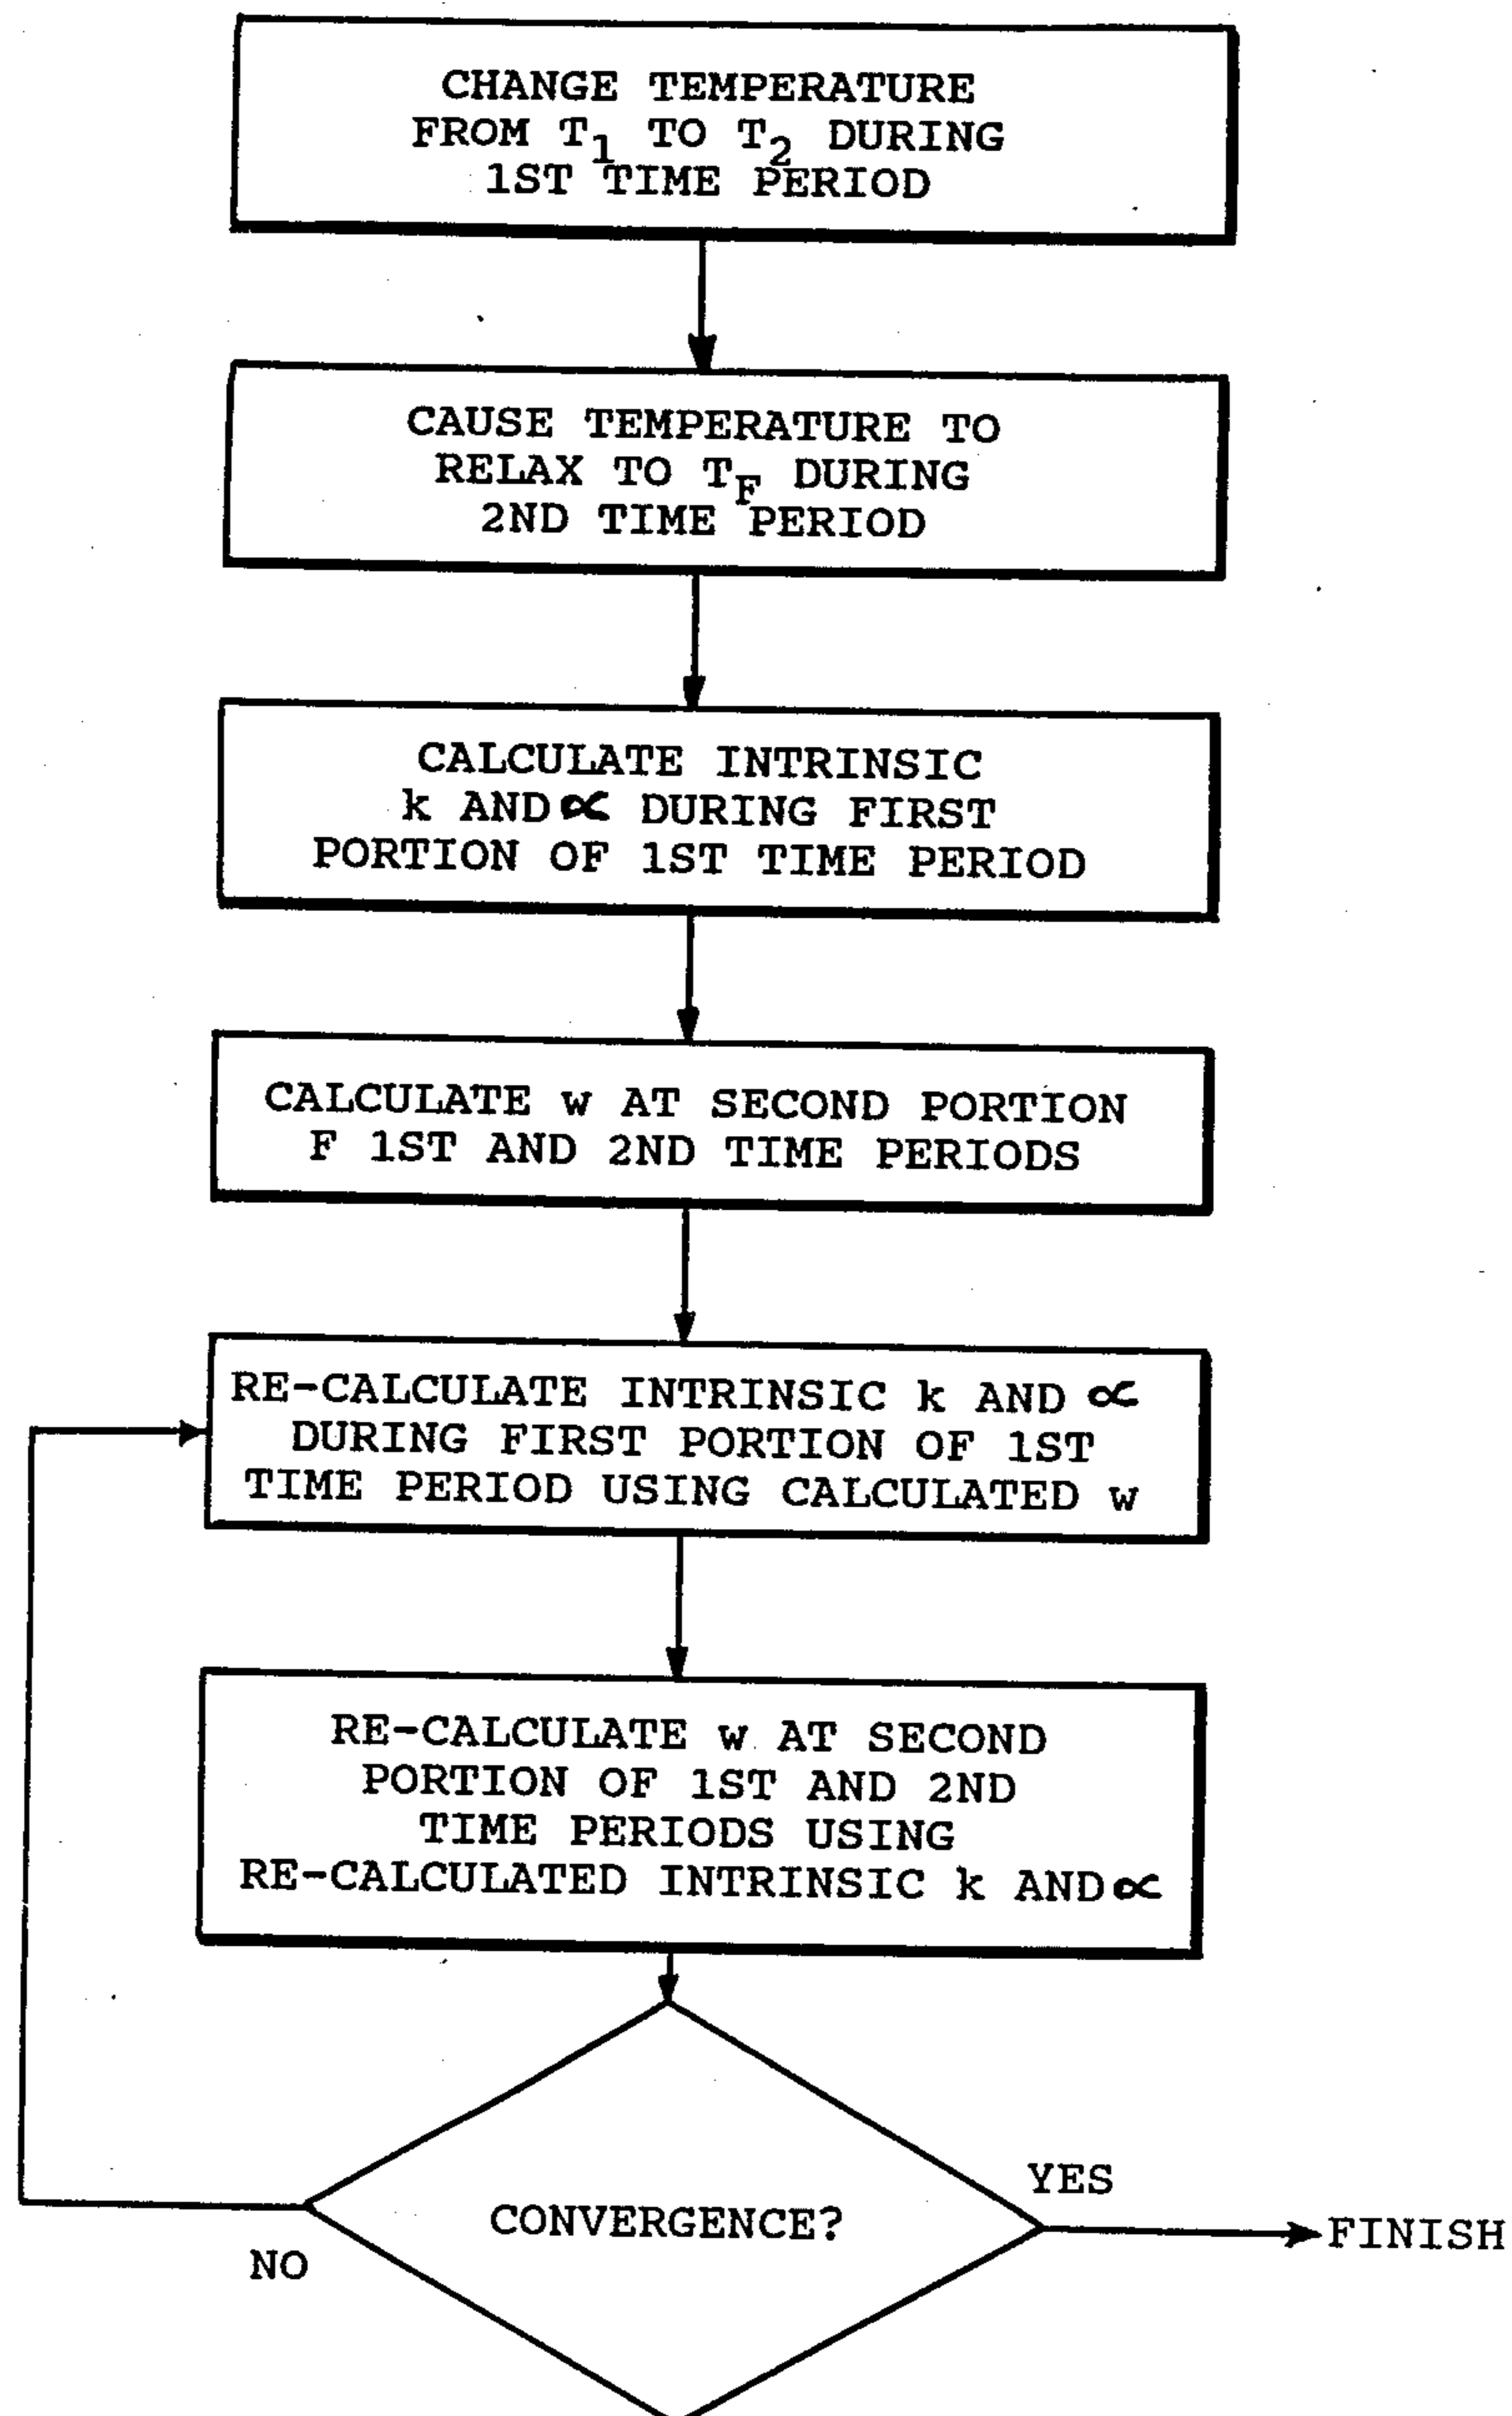 CHANGE TEMPERATURE
FROM T₁ TO T₂ DURING
1ST TIME PERIOD
CAUSE TEMPERATURE TO
RELAX TO T_F DURING
2ND TIME PERIOD
CALCULATE INTRINSIC
k AND ∝ DURING FIRST
PORTION OF 1ST TIME PERIOD
CALCULATE w AT SECOND PORTION
F 1ST AND 2ND TIME PERIODS
RE-CALCULATE INTRINSIC k AND ∝
DURING FIRST PORTION OF 1ST
TIME PERIOD USING CALCULATED w
RE-CALCULATE w AT SECOND
PORTION OF 1ST AND 2ND
TIME PERIODS USING
RE-CALCULATED INTRINSIC k AND ∝
CONVERGENCE?
YES
FINISH
NO